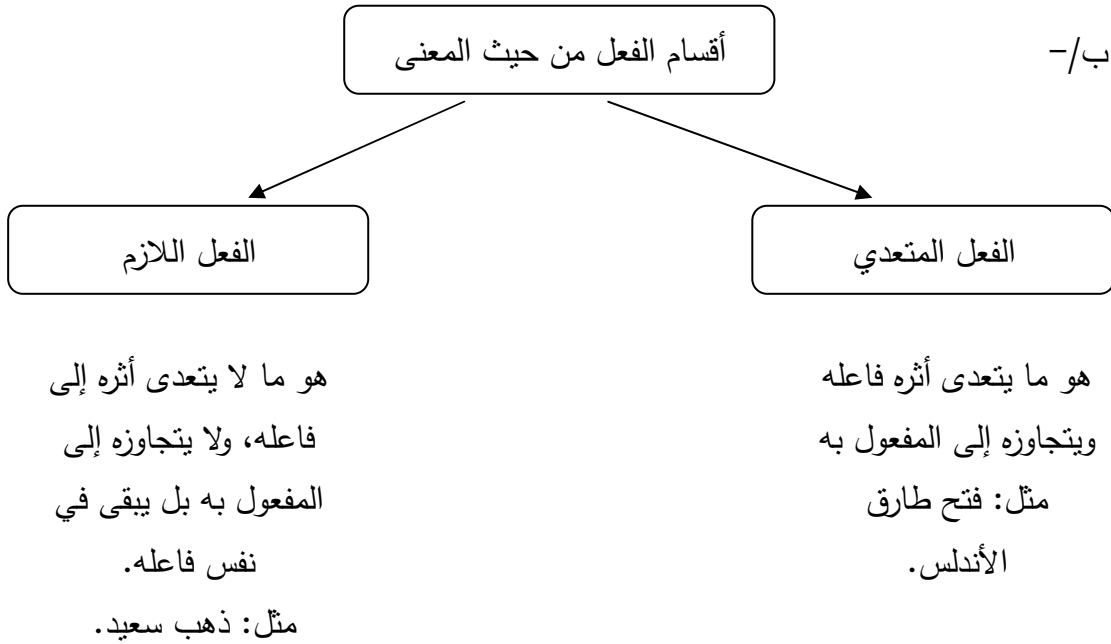 ب/-
أقسام الفعل من حيث المعنى
الفعل المتعدي
هو ما يتعدى أثره فاعله
ويتجاوزه إلى المفعول به
مثل: فتح طارق
الأندلس.
الفعل اللازم
هو ما لا يتعدى أثره إلى
فاعله، ولا يتجاوزه إلى
المفعول به بل يبقى في
نفس فاعله.
مثل: ذهب سعيد.